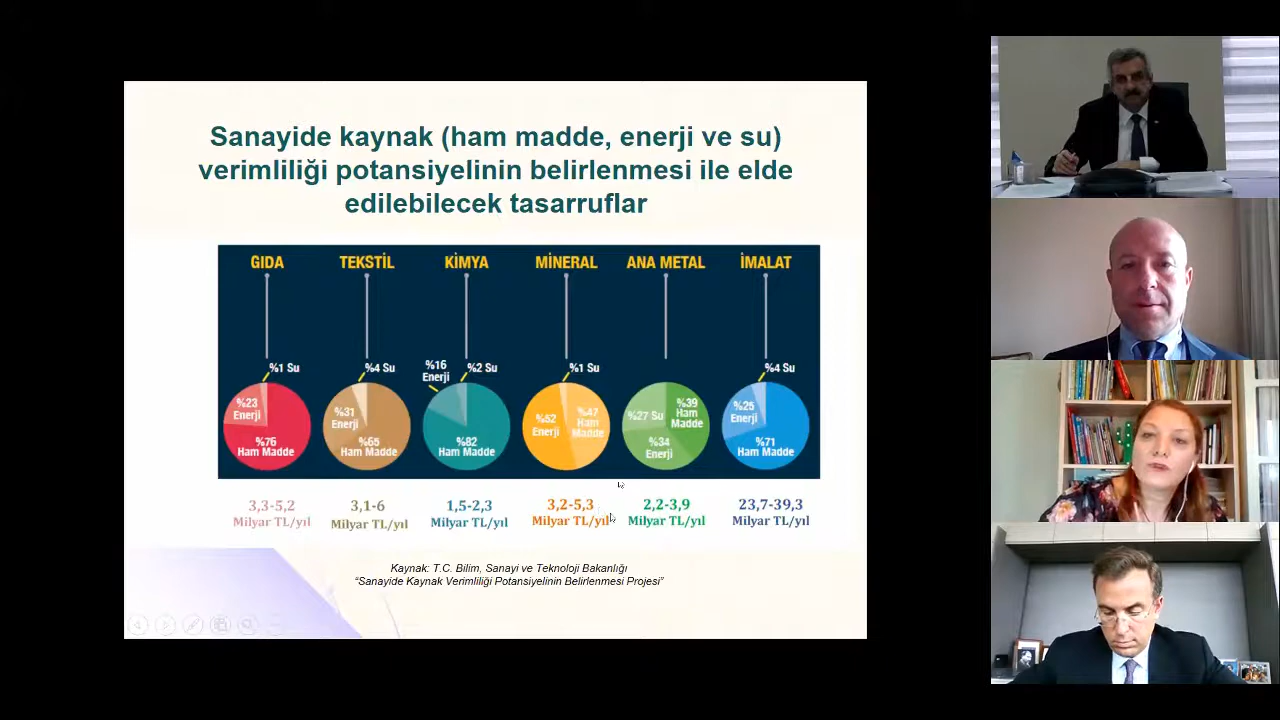 Sanayide kaynak (ham madde, enerji ve su)
verimliliği potansiyelinin belirlenmesi ile elde
edilebilecek tasarruflar
GIDA
TEKSTİL
KİMYA
MİNERAL
ANA METAL
İMALAT
%1 Su
%23
Enerji
%76
Ham Madde
%4 Su
%31
Enerji
%65
Ham Madde
%16
Enerji
%2 Su
%82
Ham Madde
%1 Su
%52
Enerji
%47
Ham
Madde
%27 Su
%39
Ham
Madde
%34
Enerji
%4 Su
%25
Enerji
%71
Ham Madde
3,3-5,2
Milyar TL/yıl
3,1-6
Milyar TL/yıl
1,5-2,3
Milyar TL/yıl
3,2-5,3
Milyar TL/yıl
2,2-3,9
Milyar TL/yıl
23,7-39,3
Milyar TL/yıl
Kaynak: T.C. Bilim, Sanayi ve Teknoloji Bakanlığı
“Sanayide Kaynak Verimliliği Potansiyelinin Belirlenmesi Projesi”